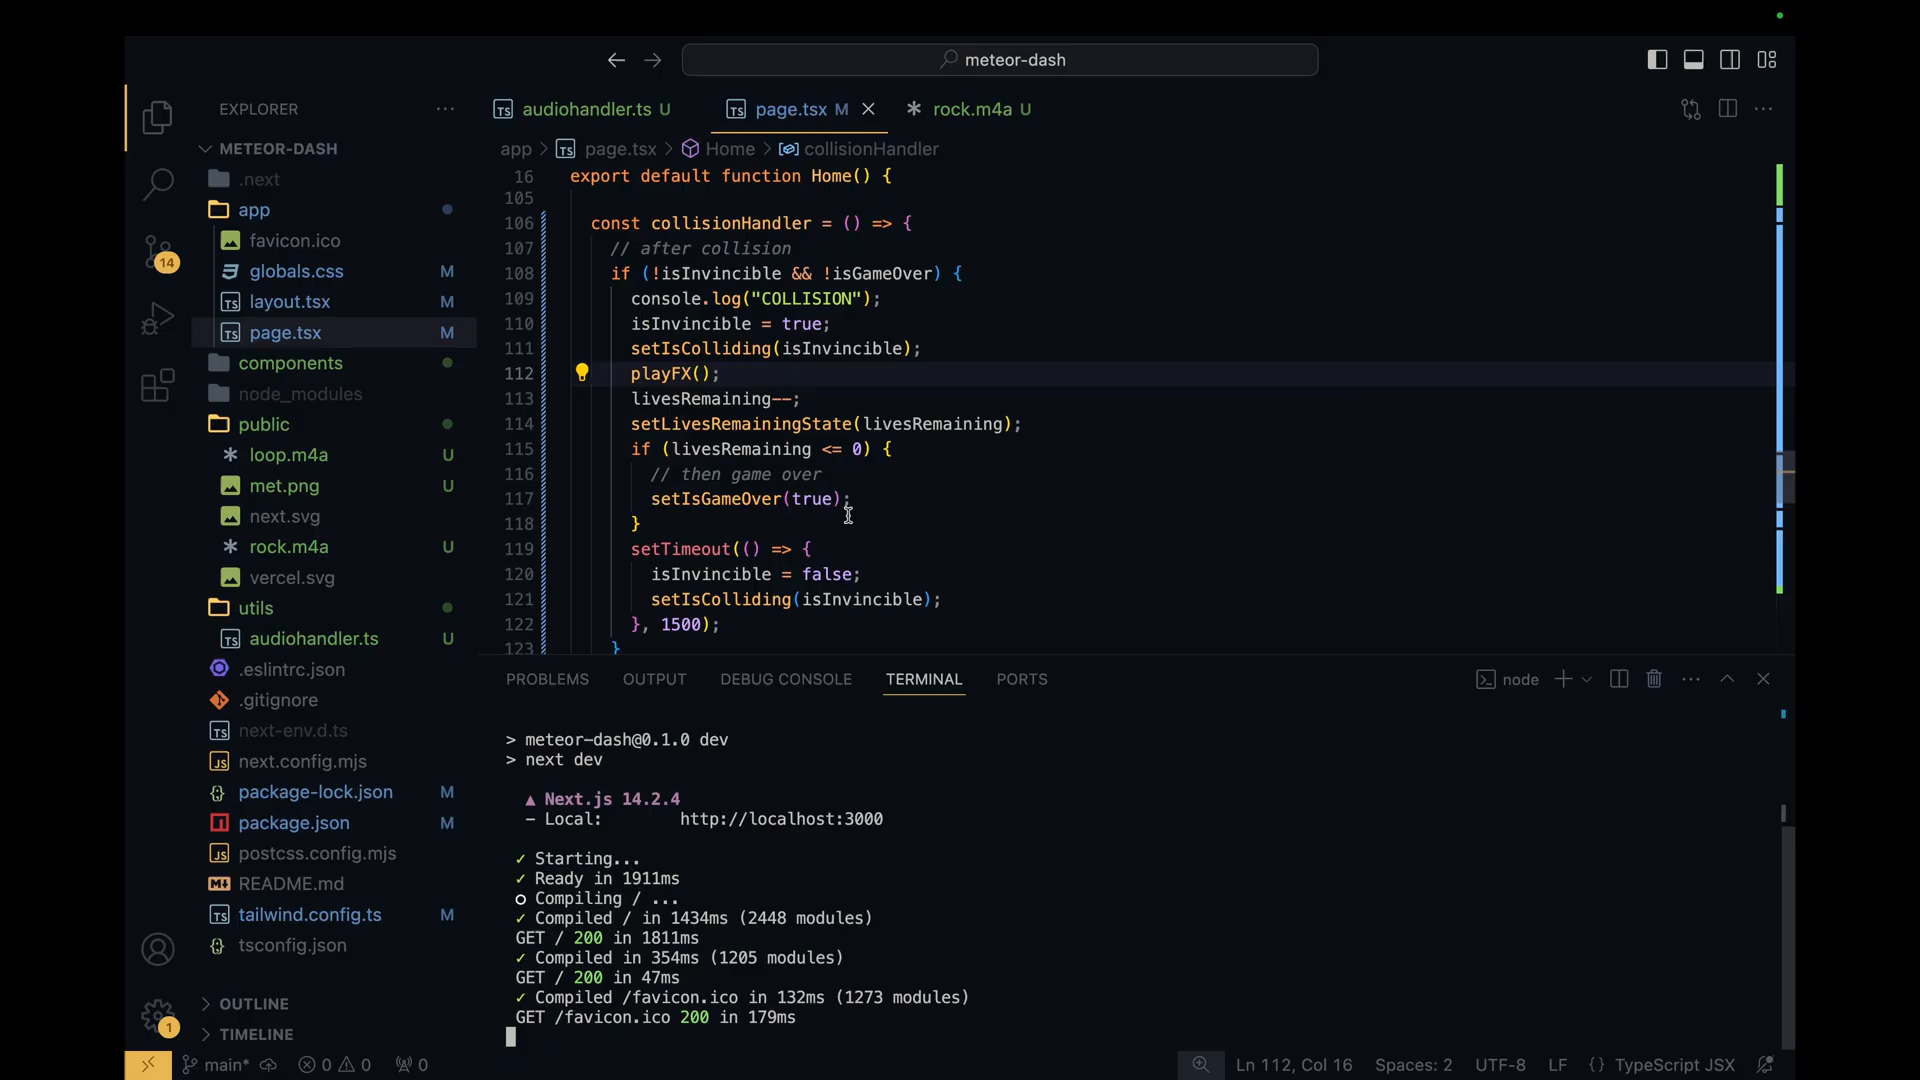 meteor-dash
EXPLORER
METEOR-DASH
.next
app
favicon.ico
globals.css M
layout.tsx M
page.tsx M
components
node_modules
public
loop.m4a U
met.png U
next.svg
rock.m4a U
vercel.svg
utils
audiohandler.ts U
.eslintrc.json
.gitignore
next-env.d.ts
next.config.mjs
package-lock.json M
package.json M
postcss.config.mjs
README.md
tailwind.config.ts M
tsconfig.json
OUTLINE
TIMELINE
14
1
audiohandler.ts U
page.tsx M
rock.m4a U
app > page.tsx > Home > collisionHandler
16 export default function Home() {
105
106 const collisionHandler = () => {
107 // after collision
108 if (!isInvincible && !isGameOver) {
109 console.log("COLLISION");
110 isInvincible = true;
111 setIsColliding(isInvincible);
112 playFX();
113 livesRemaining--;
114 setLivesRemainingState(livesRemaining);
115 if (livesRemaining <= 0) {
116 // then game over
117 setIsGameOver(true);
118 }
119 setTimeout(() => {
120 isInvincible = false;
121 setIsColliding(isInvincible);
122 }, 1500);
123 }
PROBLEMS OUTPUT DEBUG CONSOLE TERMINAL PORTS
node
> meteor-dash@0.1.0 dev
> next dev
▲ Next.js 14.2.4
- Local: http://localhost:3000
✓ Starting...
✓ Ready in 1911ms
○ Compiling / ...
✓ Compiled / in 1434ms (2448 modules)
GET / 200 in 1811ms
✓ Compiled in 354ms (1205 modules)
GET / 200 in 47ms
✓ Compiled /favicon.ico in 132ms (1273 modules)
GET /favicon.ico 200 in 179ms
main* 0 0 0 Ln 112, Col 16 Spaces: 2 UTF-8 LF {} TypeScript JSX